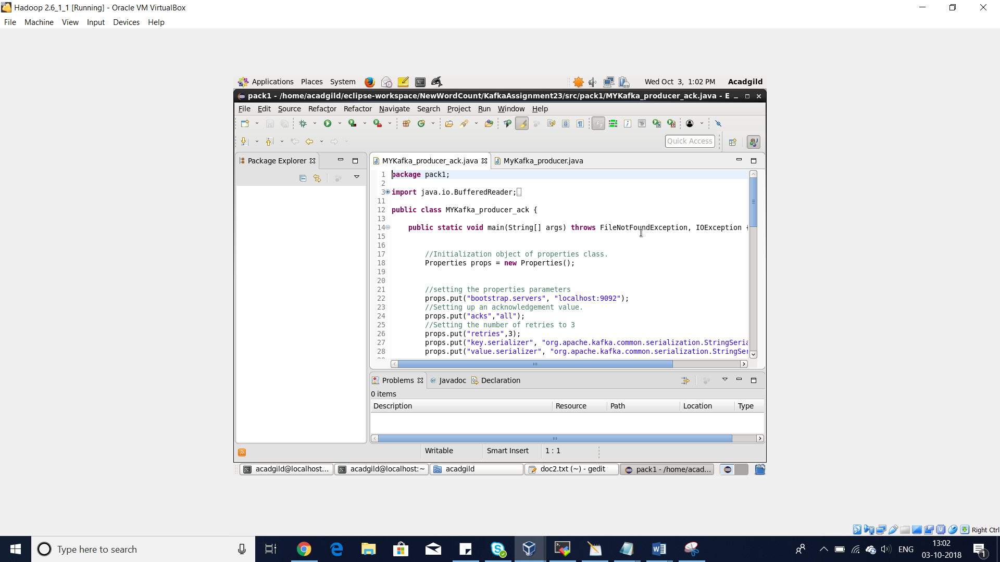 Hadoop 2.6_1_1 [Running] - Oracle VM VirtualBox
File Machine View Input Devices Help
Applications Places System Wed Oct 3, 1:02 PM Acadgild
pack1 - /home/acadgild/eclipse-workspace/NewWordCount/KafkaAssignment23/src/pack1/MYKafka_producer_ack.java - E
File Edit Source Refactor Refactor Navigate Search Project Run Window Help
Quick Access
Package Explorer
MYKafka_producer_ack.java MyKafka_producer.java
1 package pack1;
2
3 import java.io.BufferedReader;
11
12 public class MYKafka_producer_ack {
13
14 public static void main(String[] args) throws FileNotFoundException, IOException {
15
16
17 //Initialization object of properties class.
18 Properties props = new Properties();
19
20
21 //setting the properties parameters
22 props.put("bootstrap.servers", "localhost:9092");
23 //Setting up an acknowledgement value.
24 props.put("acks","all");
25 //Setting the number of retries to 3
26 props.put("retries",3);
27 props.put("key.serializer", "org.apache.kafka.common.serialization.StringSeria
28 props.put("value.serializer", "org.apache.kafka.common.serialization.StringSer
Problems Javadoc Declaration
0 items
Description Resource Path Location Type
Writable Smart Insert 1 : 1
acadgild@localhost... acadgild@localhost:~ acadgild doc2.txt (~) - gedit pack1 - /home/acad...
Right Ctrl
Type here to search ENG 13:02
03-10-2018 1